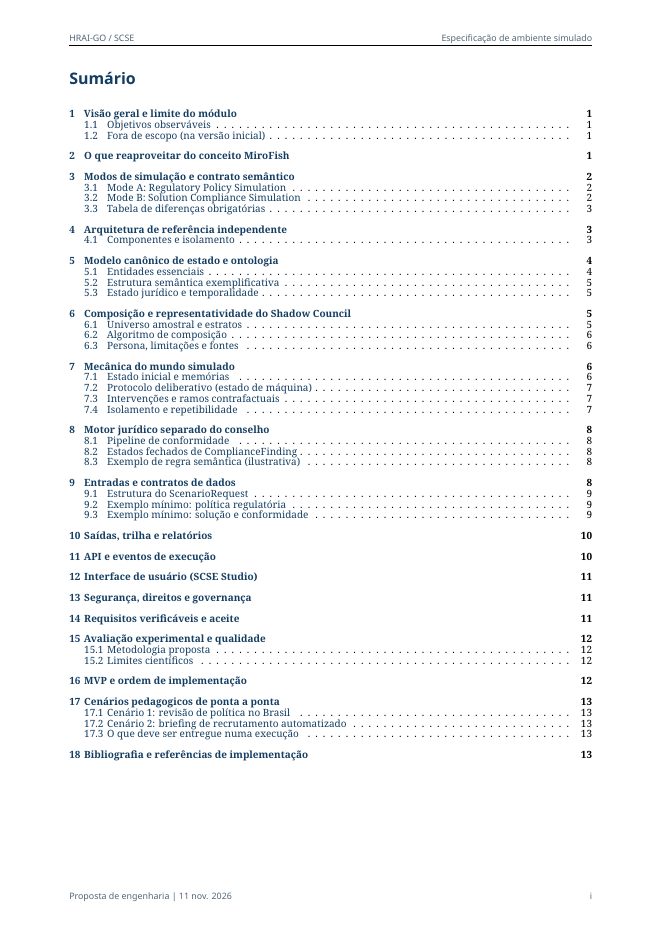 HRAI-GO / SCSE Especificação de ambiente simulado
Sumário
1 Visão geral e limite do módulo 1
1.1 Objetivos observáveis . . . . . . . . . . . . . . . . . . . . . . . . . . . . . . . . . . . . . . . . . . . . . . . 1
1.2 Fora de escopo (na versão inicial) . . . . . . . . . . . . . . . . . . . . . . . . . . . . . . . . . . . . . . . . 1
2 O que reaproveitar do conceito MiroFish 1
3 Modos de simulação e contrato semântico 2
3.1 Mode A: Regulatory Policy Simulation . . . . . . . . . . . . . . . . . . . . . . . . . . . . . . . . . . . . . 2
3.2 Mode B: Solution Compliance Simulation . . . . . . . . . . . . . . . . . . . . . . . . . . . . . . . . . . . 2
3.3 Tabela de diferenças obrigatórias . . . . . . . . . . . . . . . . . . . . . . . . . . . . . . . . . . . . . . . . 3
4 Arquitetura de referência independente 3
4.1 Componentes e isolamento . . . . . . . . . . . . . . . . . . . . . . . . . . . . . . . . . . . . . . . . . . . . 3
5 Modelo canônico de estado e ontologia 4
5.1 Entidades essenciais . . . . . . . . . . . . . . . . . . . . . . . . . . . . . . . . . . . . . . . . . . . . . . . . 4
5.2 Estrutura semântica exemplificativa . . . . . . . . . . . . . . . . . . . . . . . . . . . . . . . . . . . . . . 5
5.3 Estado jurídico e temporalidade . . . . . . . . . . . . . . . . . . . . . . . . . . . . . . . . . . . . . . . . . 5
6 Composição e representatividade do Shadow Council 5
6.1 Universo amostral e estratos . . . . . . . . . . . . . . . . . . . . . . . . . . . . . . . . . . . . . . . . . . . 5
6.2 Algoritmo de composição . . . . . . . . . . . . . . . . . . . . . . . . . . . . . . . . . . . . . . . . . . . . . 6
6.3 Persona, limitações e fontes . . . . . . . . . . . . . . . . . . . . . . . . . . . . . . . . . . . . . . . . . . . 6
7 Mecânica do mundo simulado 6
7.1 Estado inicial e memórias . . . . . . . . . . . . . . . . . . . . . . . . . . . . . . . . . . . . . . . . . . . . 6
7.2 Protocolo deliberativo (estado de máquina) . . . . . . . . . . . . . . . . . . . . . . . . . . . . . . . . . . 7
7.3 Intervenções e ramos contrafactuais . . . . . . . . . . . . . . . . . . . . . . . . . . . . . . . . . . . . . . 7
7.4 Isolamento e repetibilidade . . . . . . . . . . . . . . . . . . . . . . . . . . . . . . . . . . . . . . . . . . . 7
8 Motor jurídico separado do conselho 8
8.1 Pipeline de conformidade . . . . . . . . . . . . . . . . . . . . . . . . . . . . . . . . . . . . . . . . . . . . 8
8.2 Estados fechados de ComplianceFinding . . . . . . . . . . . . . . . . . . . . . . . . . . . . . . . . . . . . 8
8.3 Exemplo de regra semântica (ilustrativa) . . . . . . . . . . . . . . . . . . . . . . . . . . . . . . . . . . . 8
9 Entradas e contratos de dados 8
9.1 Estrutura do ScenarioRequest . . . . . . . . . . . . . . . . . . . . . . . . . . . . . . . . . . . . . . . . . . 9
9.2 Exemplo mínimo: política regulatória . . . . . . . . . . . . . . . . . . . . . . . . . . . . . . . . . . . . . 9
9.3 Exemplo mínimo: solução e conformidade . . . . . . . . . . . . . . . . . . . . . . . . . . . . . . . . . . 9
10 Saídas, trilha e relatórios 10
11 API e eventos de execução 10
12 Interface de usuário (SCSE Studio) 11
13 Segurança, direitos e governança 11
14 Requisitos verificáveis e aceite 11
15 Avaliação experimental e qualidade 12
15.1 Metodologia proposta . . . . . . . . . . . . . . . . . . . . . . . . . . . . . . . . . . . . . . . . . . . . . . . 12
15.2 Limites científicos . . . . . . . . . . . . . . . . . . . . . . . . . . . . . . . . . . . . . . . . . . . . . . . . . 12
16 MVP e ordem de implementação 12
17 Cenários pedagogicos de ponta a ponta 13
17.1 Cenário 1: revisão de política no Brasil . . . . . . . . . . . . . . . . . . . . . . . . . . . . . . . . . . . . 13
17.2 Cenário 2: briefing de recrutamento automatizado . . . . . . . . . . . . . . . . . . . . . . . . . . . . . 13
17.3 O que deve ser entregue numa execução . . . . . . . . . . . . . . . . . . . . . . . . . . . . . . . . . . . 13
18 Bibliografia e referências de implementação 13
Proposta de engenharia | 11 nov. 2026 i